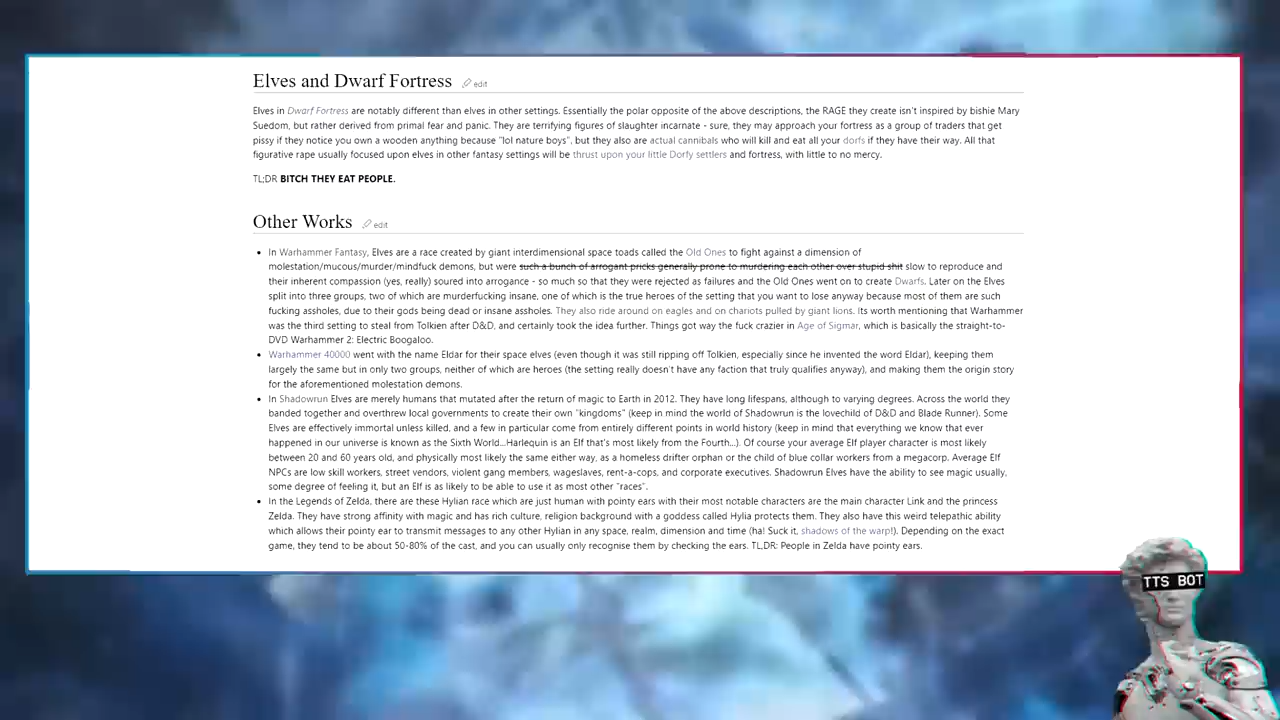 Elves and Dwarf Fortress edit
Elves in Dwarf Fortress are notably different than elves in other settings. Essentially the polar opposite of the above descriptions, the RAGE they create isn't inspired by bishie Mary
Suedom, but rather derived from primal fear and panic. They are terrifying figures of slaughter incarnate - sure, they may approach your fortress as a group of traders that get
pissy if they notice you own a wooden anything because "lol nature boys", but they also are actual cannibals who will kill and eat all your dorfs if they have their way. All that
figurative rape usually focused upon elves in other fantasy settings will be thrust upon your little Dorfy settlers and fortress, with little to no mercy.
TL;DR BITCH THEY EAT PEOPLE.
Other Works edit
In Warhammer Fantasy, Elves are a race created by giant interdimensional space toads called the Old Ones to fight against a dimension of
molestation/mucous/murder/mindfuck demons, but were such a bunch of arrogant pricks generally prone to murdering each other over stupid shit slow to reproduce and
their inherent compassion (yes, really) soured into arrogance - so much so that they were rejected as failures and the Old Ones went on to create Dwarfs. Later on the Elves
split into three groups, two of which are murderfucking insane, one of which is the true heroes of the setting that you want to lose anyway because most of them are such
fucking assholes, due to their gods being dead or insane assholes. They also ride around on eagles and on chariots pulled by giant lions. Its worth mentioning that Warhammer
was the third setting to steal from Tolkien after D&D, and certainly took the idea further. Things got way the fuck crazier in Age of Sigmar, which is basically the straight-to-
DVD Warhammer 2: Electric Boogaloo.
Warhammer 40000 went with the name Eldar for their space elves (even though it was still ripping off Tolkien, especially since he invented the word Eldar), keeping them
largely the same but in only two groups, neither of which are heroes (the setting really doesn't have any faction that truly qualifies anyway), and making them the origin story
for the aforementioned molestation demons.
In Shadowrun Elves are merely humans that mutated after the return of magic to Earth in 2012. They have long lifespans, although to varying degrees. Across the world they
banded together and overthrew local governments to create their own "kingdoms" (keep in mind the world of Shadowrun is the lovechild of D&D and Blade Runner). Some
Elves are effectively immortal unless killed, and a few in particular come from entirely different points in world history (keep in mind that everything we know that ever
happened in our universe is known as the Sixth World...Harlequin is an Elf that's most likely from the Fourth...). Of course your average Elf player character is most likely
between 20 and 60 years old, and physically most likely the same either way, as a homeless drifter orphan or the child of blue collar workers from a megacorp. Average Elf
NPCs are low skill workers, street vendors, violent gang members, wageslaves, rent-a-cops, and corporate executives. Shadowrun Elves have the ability to see magic usually,
some degree of feeling it, but an Elf is as likely to be able to use it as most other "races".
In the Legends of Zelda, there are these Hylian race which are just human with pointy ears with their most notable characters are the main character Link and the princess
Zelda. They have strong affinity with magic and has rich culture, religion background with a goddess called Hylia protects them. They also have this weird telepathic ability
which allows their pointy ear to transmit messages to any other Hylian in any space, realm, dimension and time (ha! Suck it, shadows of the warp!). Depending on the exact
game, they tend to be about 50-80% of the cast, and you can usually only recognise them by checking the ears. TL,DR: People in Zelda have pointy ears.
TTS BOT